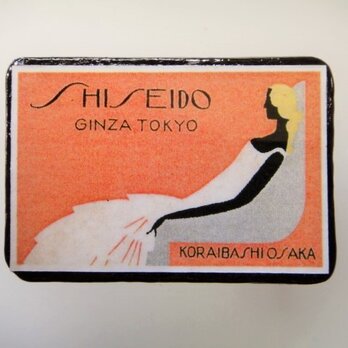 SHISEIDO
GINZA TOKYO
KORAIBASHI OSAKA